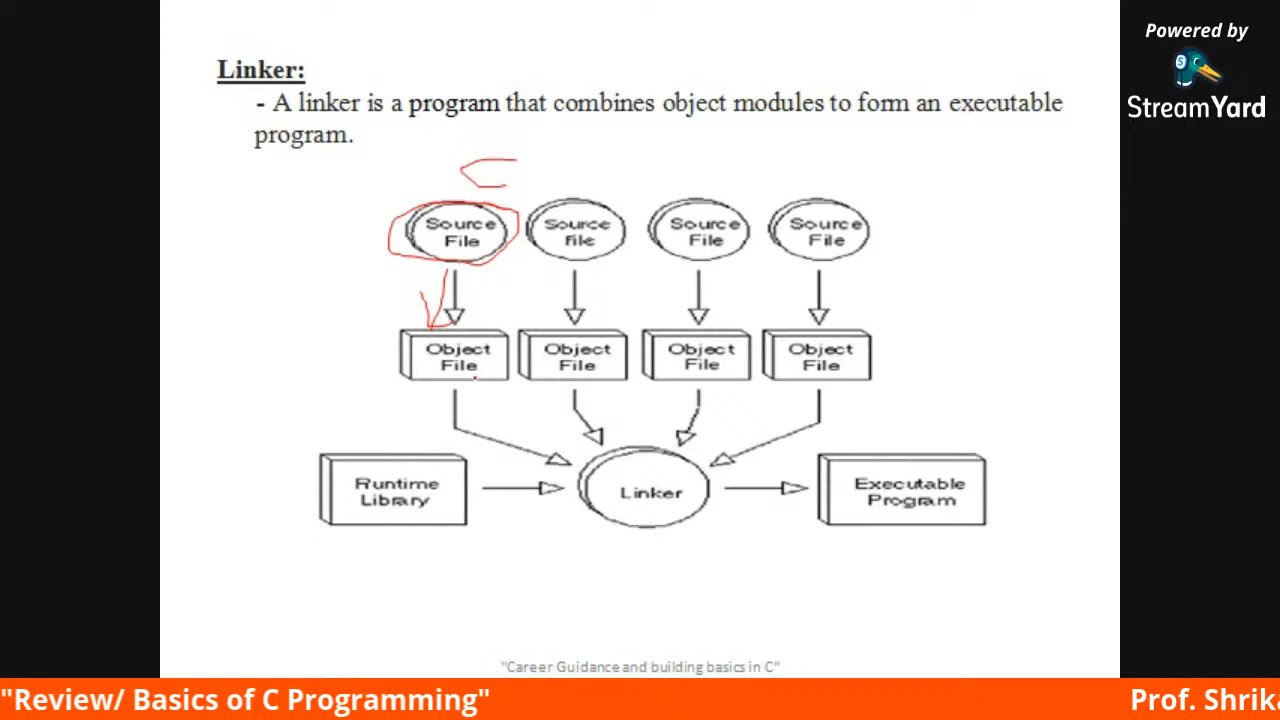 Powered by
StreamYard
Linker:
- A linker is a program that combines object modules to form an executable
program.
C
Source
File
Source
file
Source
File
Source
File
Object
File
Object
File
Object
File
Object
File
Runtime
Library
Linker
Executable
Program
"Career Guidance and building basics in C"
"Review/ Basics of C Programming"
Prof. Shrika